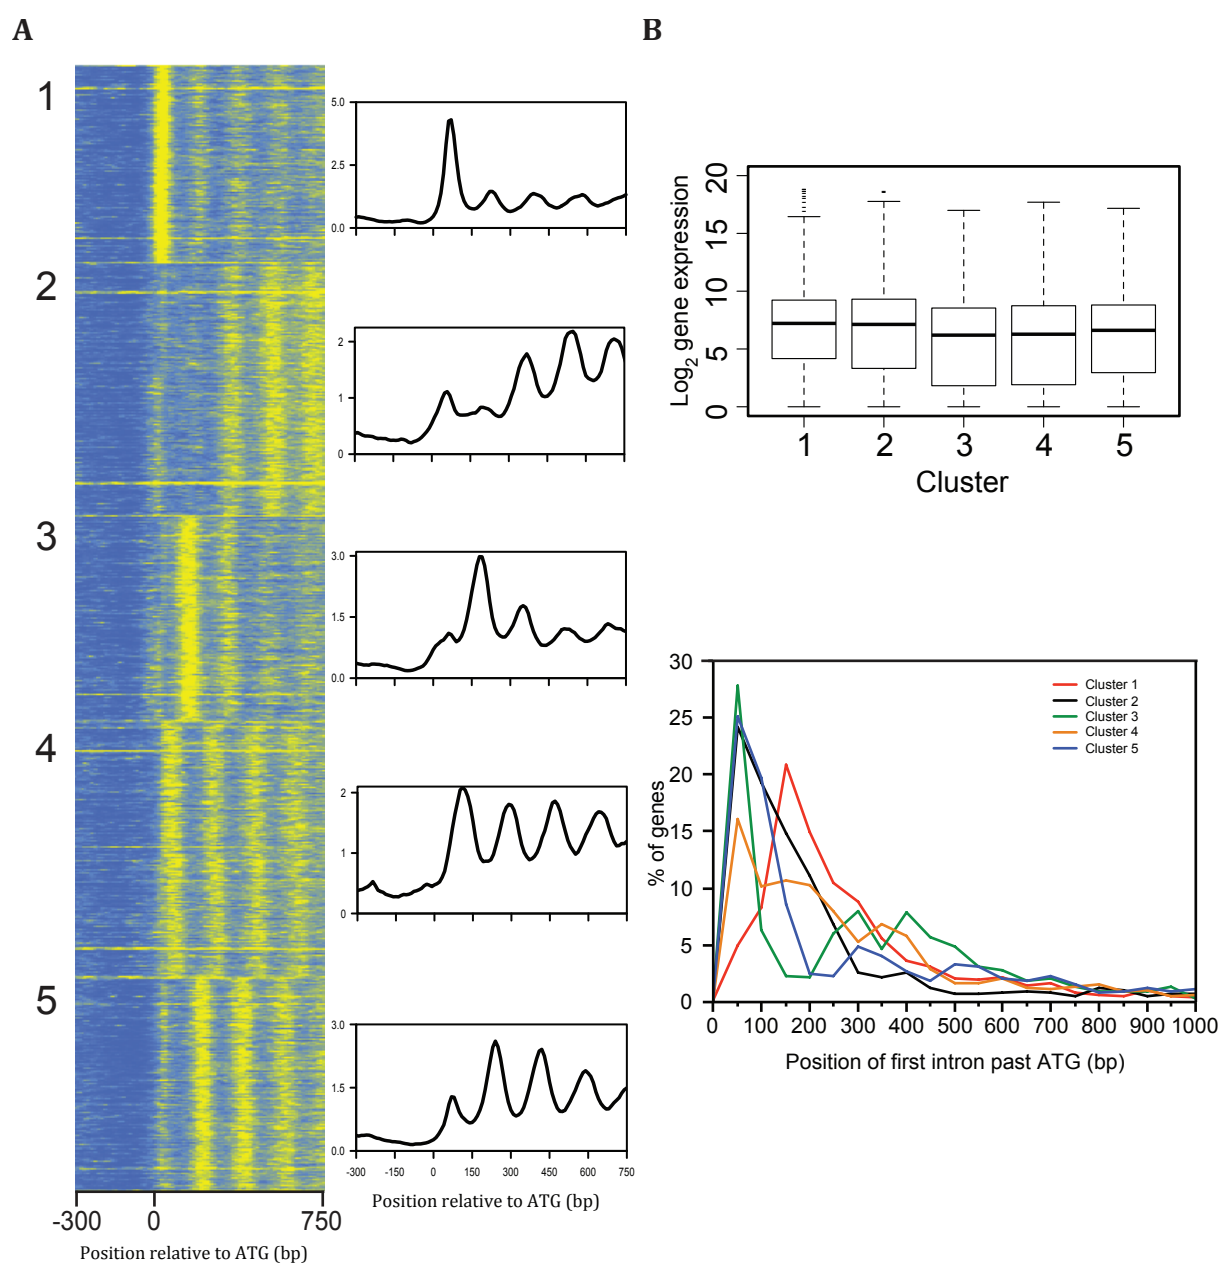 A
B
1
2
3
4
5
-300 0 750
Position relative to ATG (bp)
5.0
2.5
0.0
2
1
0
3.0
1.5
0.0
2
1
0
3.0
1.5
0.0
-300 -150 0 150 300 450 600 750
Position relative to ATG (bp)
Log2 gene expression
20
15
10
5
0
1 2 3 4 5
Cluster
% of genes
30
25
20
15
10
5
0
Cluster 1
Cluster 2
Cluster 3
Cluster 4
Cluster 5
0 100 200 300 400 500 600 700 800 900 1000
Position of first intron past ATG (bp)